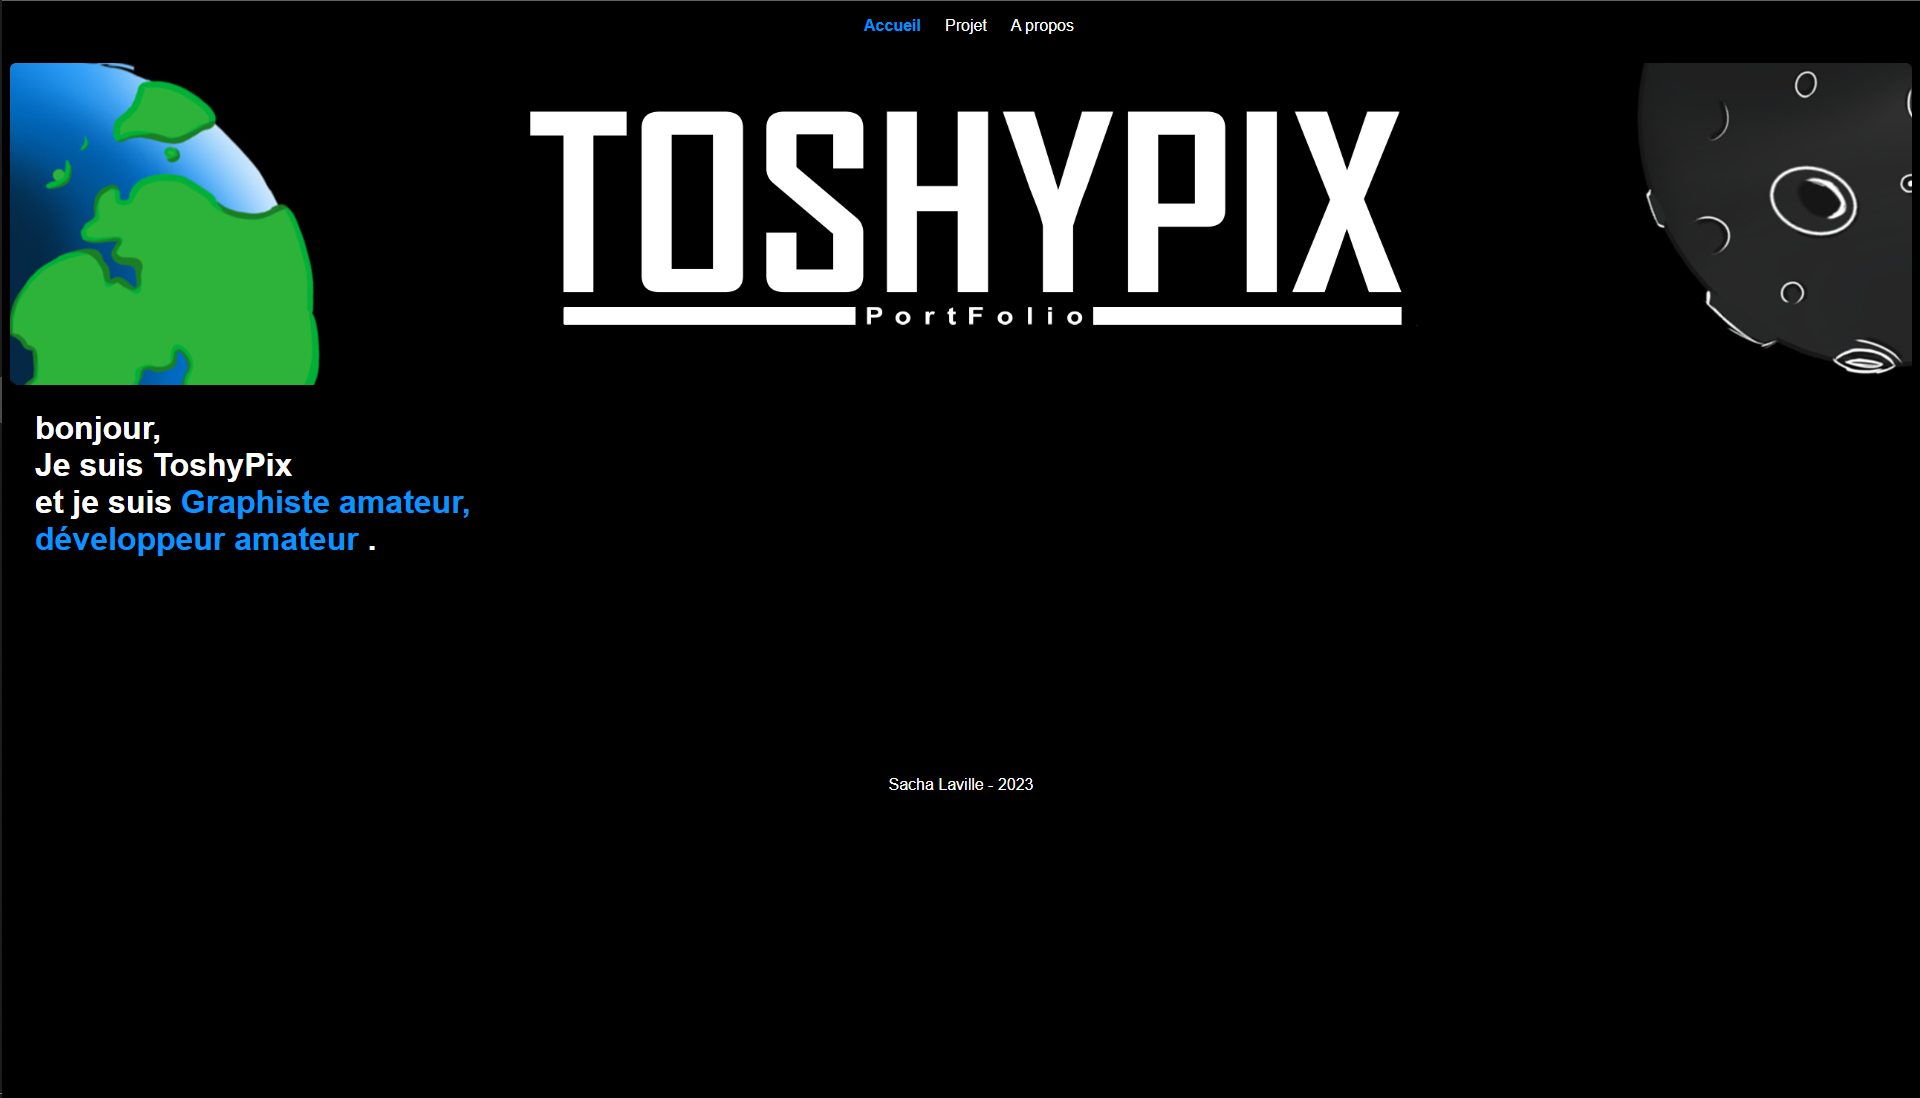 Accueil Projet A propos
TOSHYPIX
PortFolio
bonjour,
Je suis ToshyPix
et je suis Graphiste amateur,
développeur amateur .
Sacha Laville - 2023